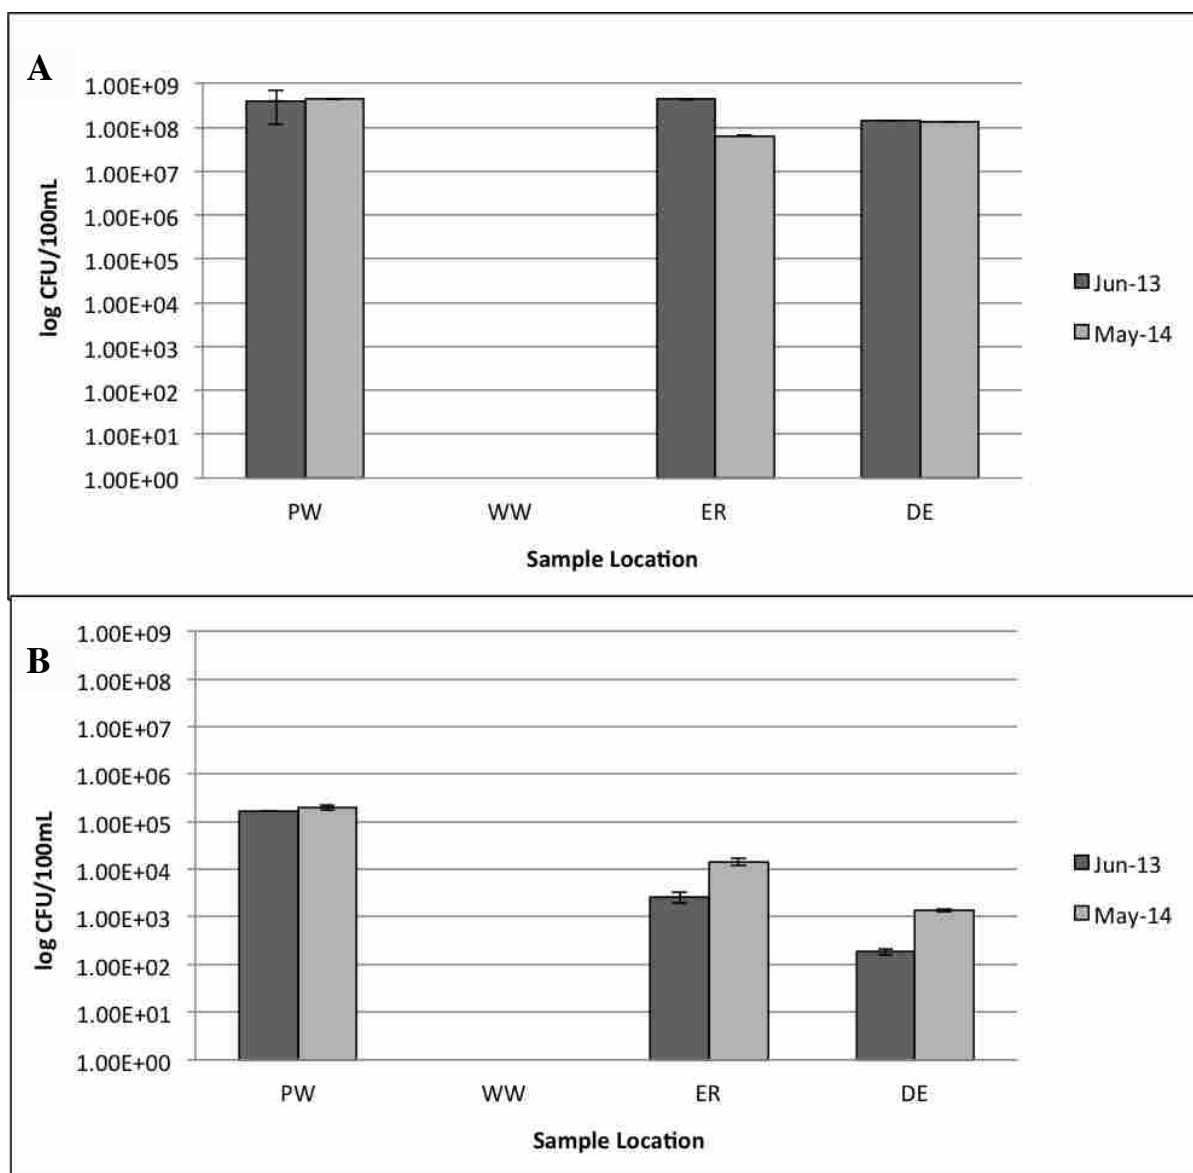 A
1.00E+09
1.00E+08
1.00E+07
1.00E+06
1.00E+05
1.00E+04
1.00E+03
1.00E+02
1.00E+01
1.00E+00
log CFU/100mL
PW WW ER DE
Sample Location
Jun-13
May-14
B
1.00E+09
1.00E+08
1.00E+07
1.00E+06
1.00E+05
1.00E+04
1.00E+03
1.00E+02
1.00E+01
1.00E+00
log CFU/100mL
PW WW ER DE
Sample Location
Jun-13
May-14